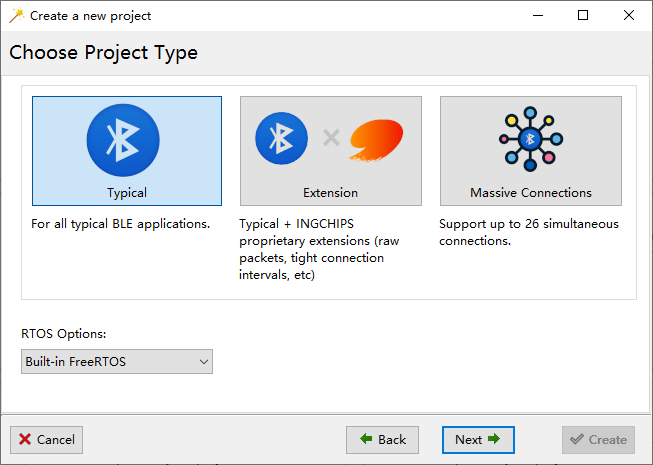 Create a new project
Choose Project Type
Typical
Extension
Massive Connections
For all typical BLE applications.
Typical + INGCHIPS
proprietary extensions (raw
packets, tight connection
intervals, etc)
Support up to 26 simultaneous
connections.
RTOS Options:
Built-in FreeRTOS
Cancel
Back
Next
Create